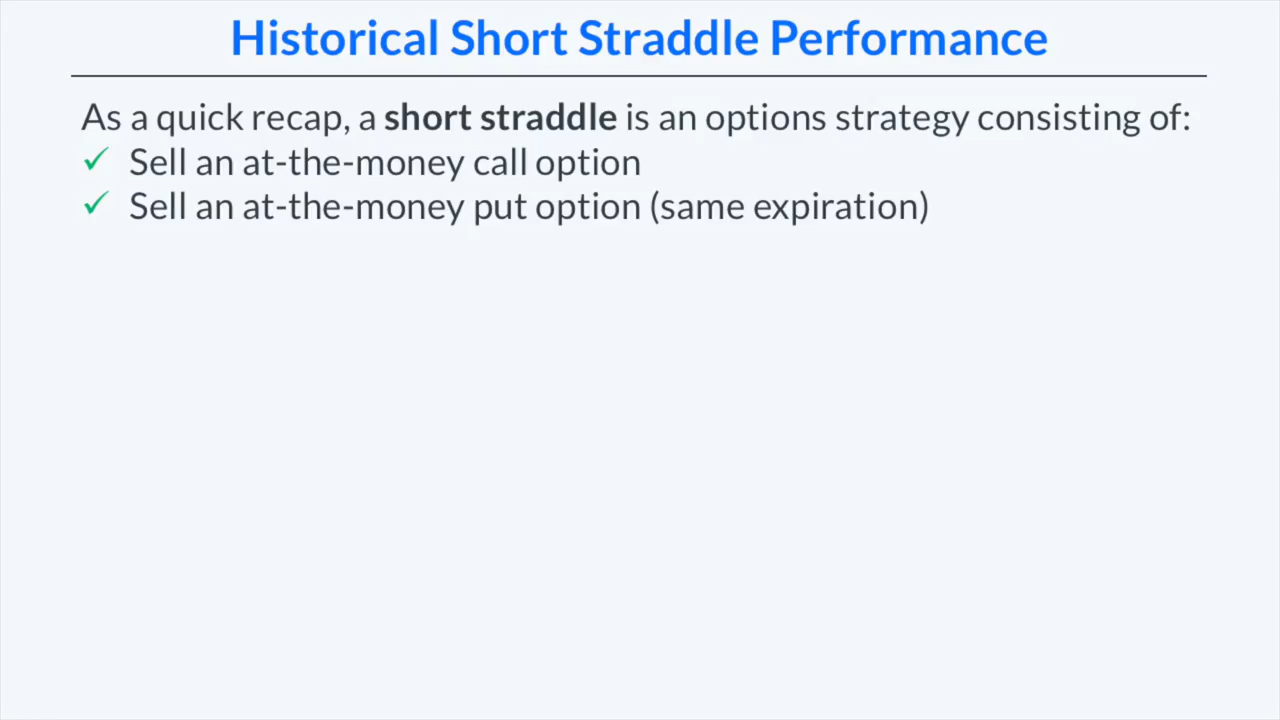 Historical Short Straddle Performance
As a quick recap, a short straddle is an options strategy consisting of:
✓ Sell an at-the-money call option
✓ Sell an at-the-money put option (same expiration)